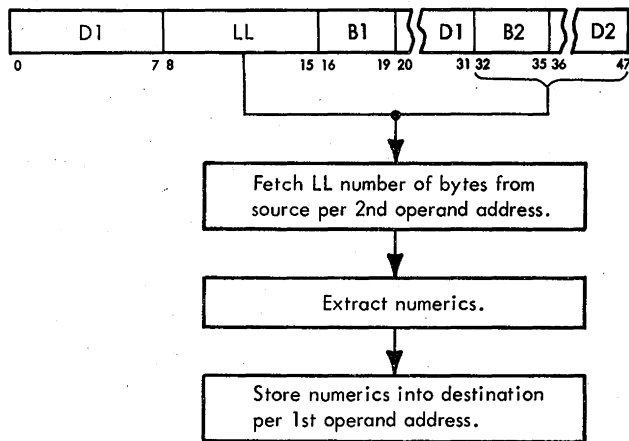 D1 LL B1 D1 B2 D2
0 7 8 15 16 19 20 31 32 35 36 47
Fetch LL number of bytes from
source per 2nd operand address.
Extract numerics.
Store numerics into destination
per 1st operand address.